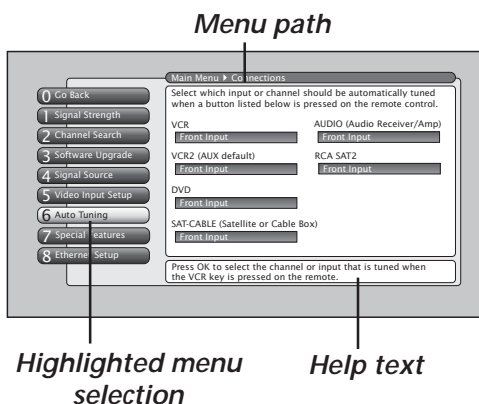 Menu path
Main Menu Connections
0 Go Back
1 Signal Strength
2 Channel Search
3 Software Upgrade
4 Signal Source
5 Video Input Setup
6 Auto Tuning
7 Special Features
8 Ethernet Setup
Select which input or channel should be automatically tuned
when a button listed below is pressed on the remote control.
VCR
Front Input
AUDIO (Audio Receiver/Amp)
Front Input
VCR2 (AUX default)
Front Input
RCA SAT2
Front Input
DVD
Front Input
SAT-CABLE (Satellite or Cable Box)
Front Input
Press OK to select the channel or input that is tuned when
the VCR key is pressed on the remote.
Highlighted menu
selection
Help text